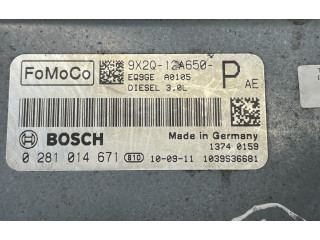 FoMoCo
9X2Q-12A650- P AE
EQ9GE A0105
DIESEL 3.0L
BOSCH Made in Germany
1374 0159
0 281 014 671 810 10-09-11 1039S36681